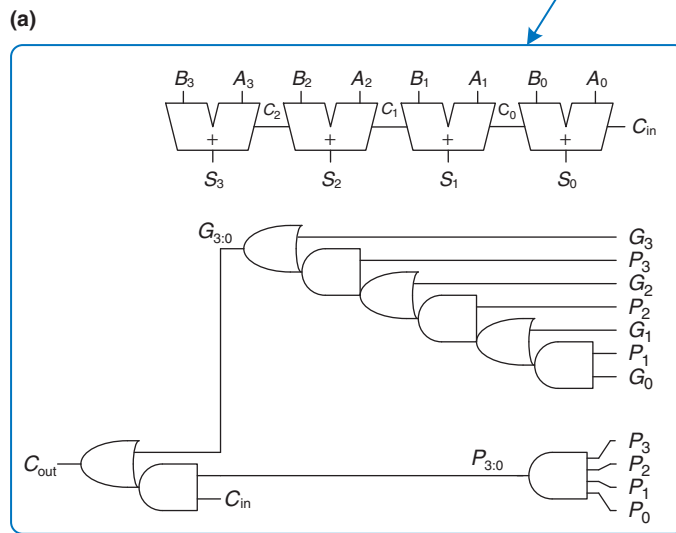 (a)
B3 A3 B2 A2 B1 A1 B0 A0
C2 C1 C0 Cin
+ + + +
S3 S2 S1 S0
G3:0 G3
P3
G2
P2
G1
P1
G0
P3
Cout P3:0 P2
P1
Cin P0